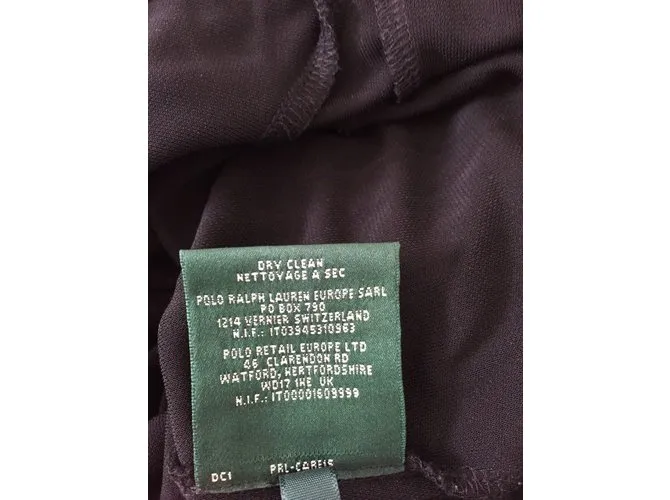 DRY CLEAN
NETTOYAGE A SEC
POLO RALPH LAUREN EUROPE SARL
PO BOX 790
1214 VERNIER SWITZERLAND
N.I.F.: IT03945310963
POLO RETAIL EUROPE LTD
46 CLARENDON RD
WATFORD, HERTFORDSHIRE
WD17 1HE UK
N.I.F.: IT00001609999
DC1 PRL-CARE15